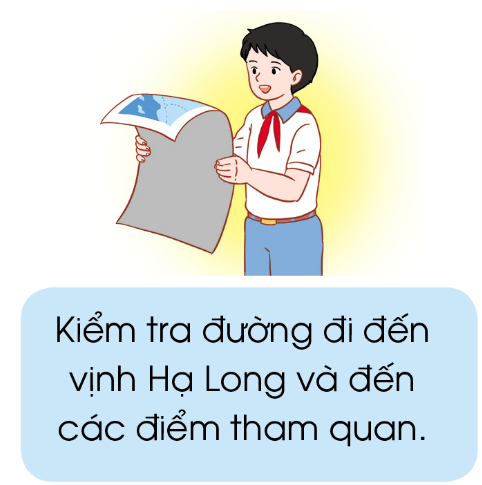 Kiểm tra đường đi đến
vịnh Hạ Long và đến
các điểm tham quan.